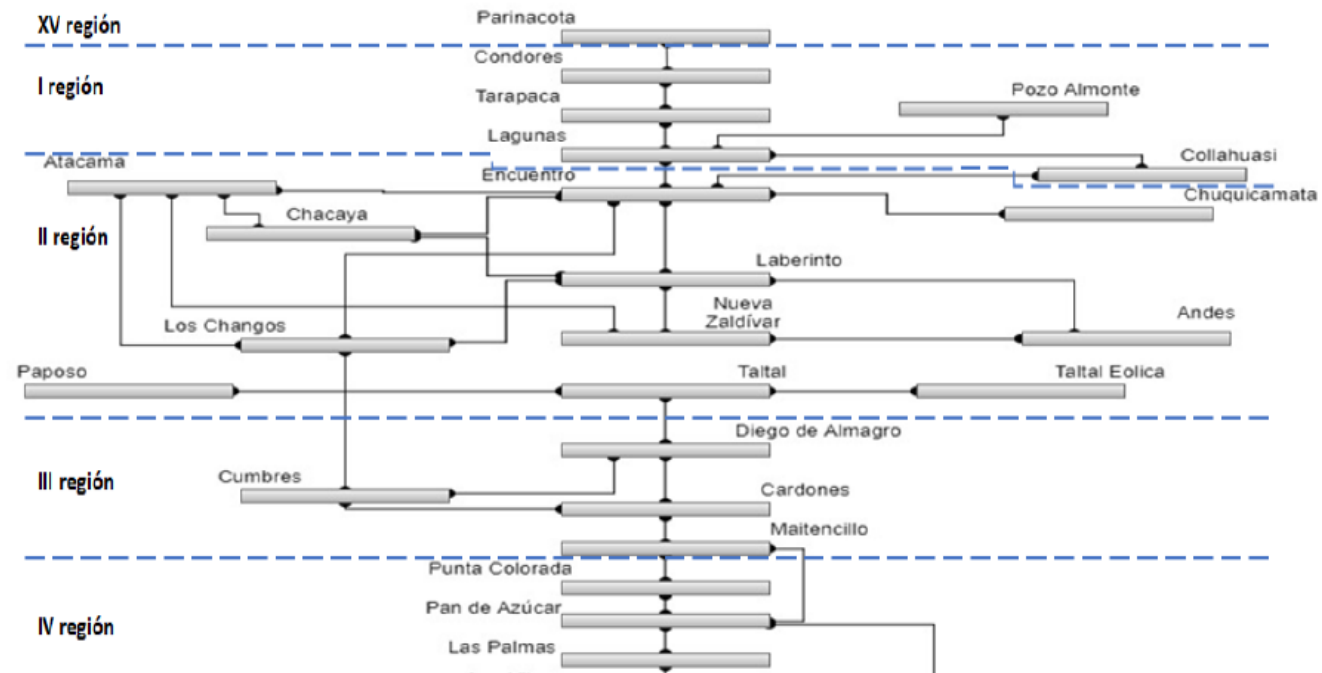 Parinacota
XV región
Condores
I región
Tarapaca
Pozo Almonte
Lagunas
Atacama
Collahuasi
Encuentro
Chuquicamata
Chacaya
II región
Laberinto
Nueva
Zaldívar
Andes
Los Changos
Paposo
Taltal
Taltal Eolica
Diego de Almagro
III región
Cumbres
Cardones
Maitencillo
Punta Colorada
Pan de Azúcar
IV región
Las Palmas